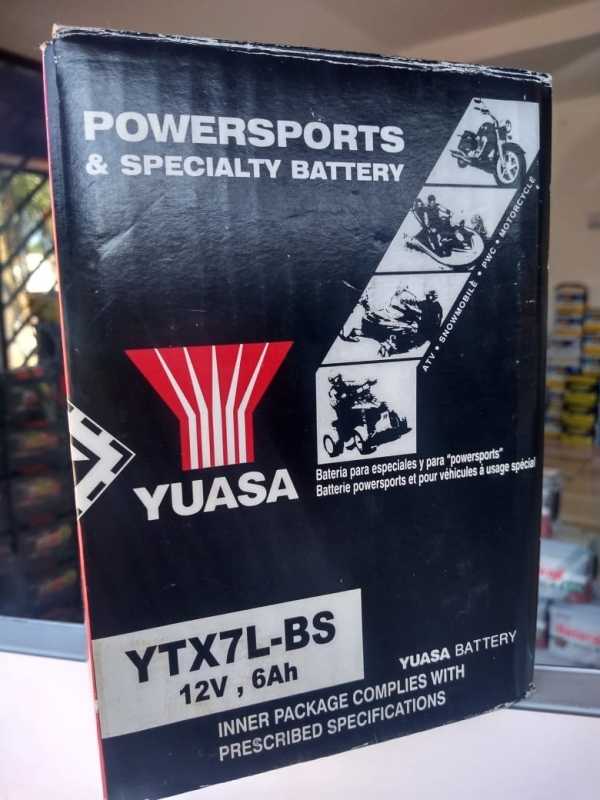 POWERSPORTS
& SPECIALTY BATTERY
ATV • SNOWMOBILE • PWC • MOTORCYCLE
YUASA
Bateria para especiales y para "powersports"
Batterie powersports et pour véhicules à usage spécial
YTX7L-BS
12V , 6Ah
YUASA BATTERY
INNER PACKAGE COMPLIES WITH
PRESCRIBED SPECIFICATIONS